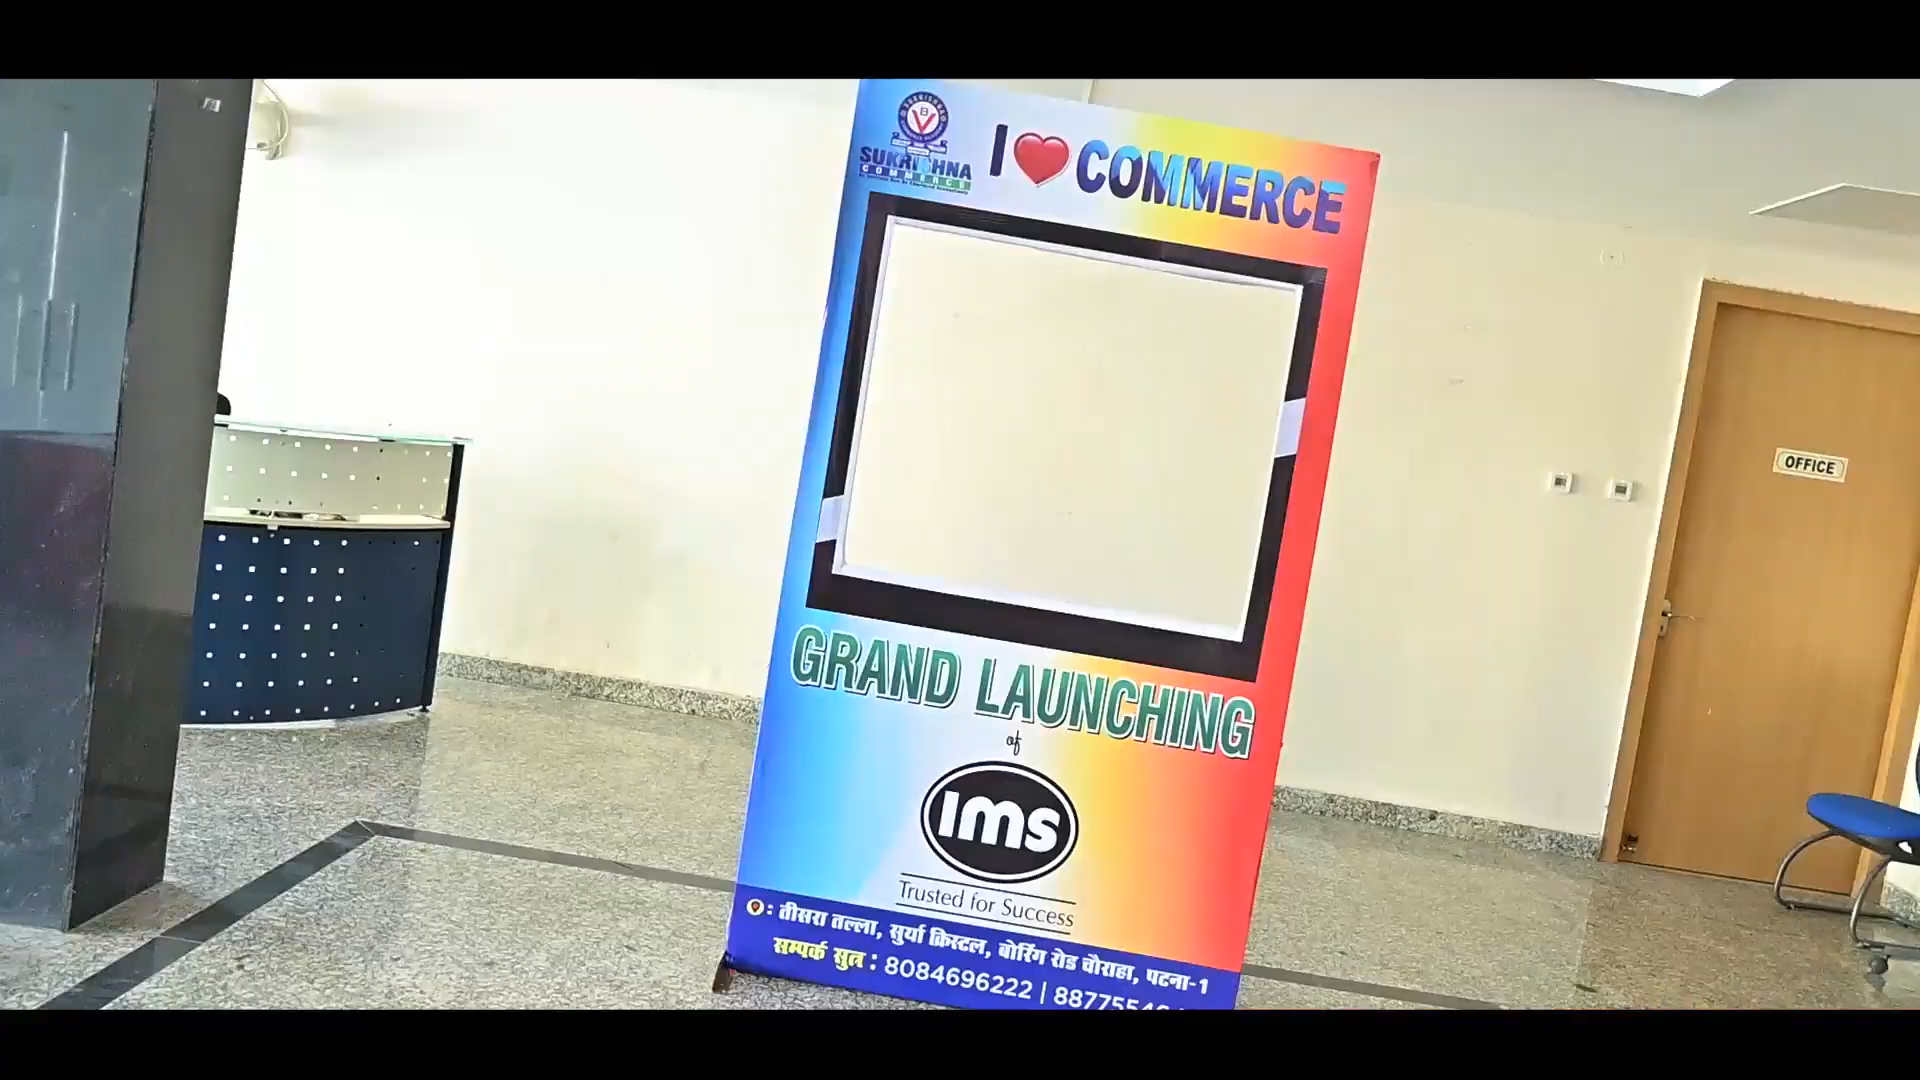 SUKRISHNA
COMMERCE
I ❤ COMMERCE
OFFICE
GRAND LAUNCHING
of
ims
Trusted for Success
: तीसरा तल्ला, सुर्या क्रिस्टल, बोरिंग रोड चौराहा, पटना-1
सम्पर्क सुत्र : 8084696222 |